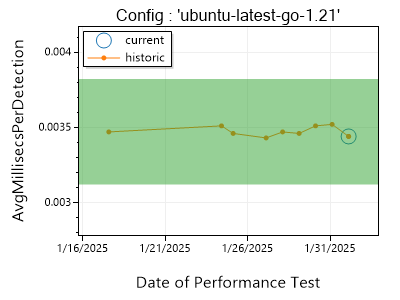 Config : 'ubuntu-latest-go-1.21'
current
historic
AvgMillisecsPerDetection
0.004
0.0035
0.003
1/16/2025 1/21/2025 1/26/2025 1/31/2025
Date of Performance Test